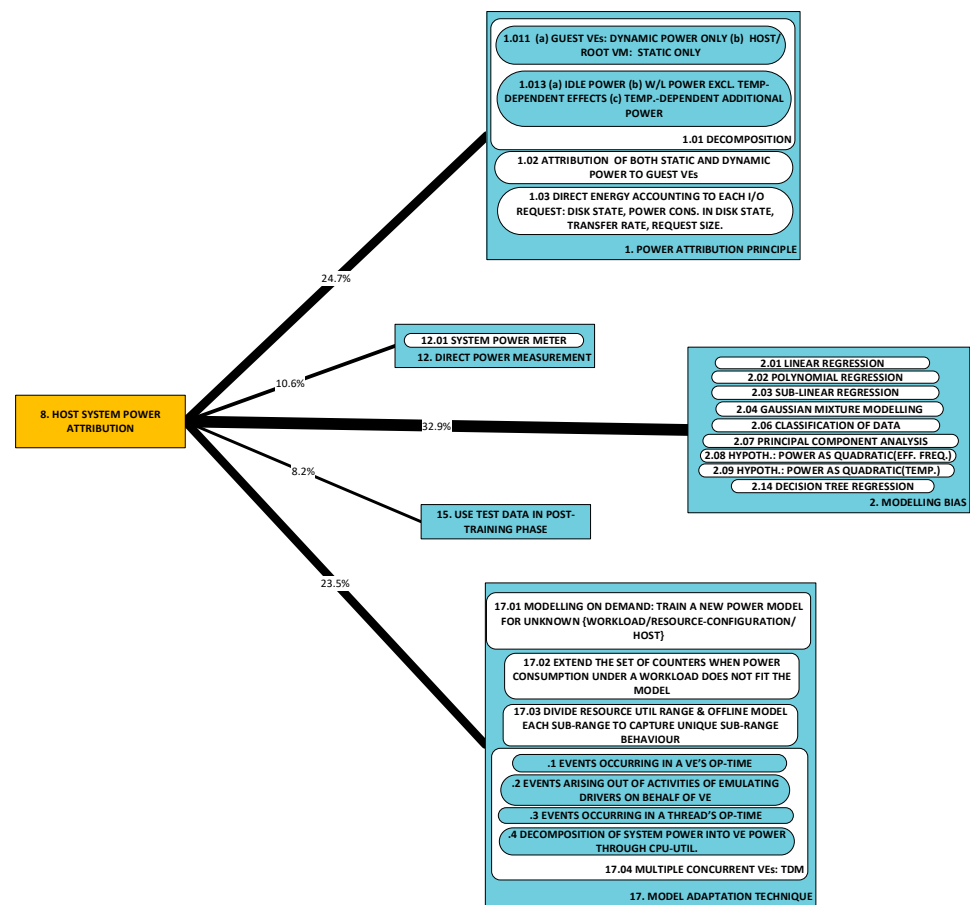 1.011 (a) GUEST VEs: DYNAMIC POWER ONLY (b) HOST/
ROOT VM: STATIC ONLY
1.013 (a) IDLE POWER (b) W/L POWER EXCL. TEMP-
DEPENDENT EFFECTS (c) TEMP.-DEPENDENT ADDITIONAL
POWER
1.01 DECOMPOSITION
1.02 ATTRIBUTION OF BOTH STATIC AND DYNAMIC
POWER TO GUEST VEs
1.03 DIRECT ENERGY ACCOUNTING TO EACH I/O
REQUEST: DISK STATE, POWER CONS. IN DISK STATE,
TRANSFER RATE, REQUEST SIZE.
1. POWER ATTRIBUTION PRINCIPLE
24.7%
12.01 SYSTEM POWER METER
12. DIRECT POWER MEASUREMENT
10.6%
8. HOST SYSTEM POWER
ATTRIBUTION
32.9%
2.01 LINEAR REGRESSION
2.02 POLYNOMIAL REGRESSION
2.03 SUB-LINEAR REGRESSION
2.04 GAUSSIAN MIXTURE MODELLING
2.06 CLASSIFICATION OF DATA
2.07 PRINCIPAL COMPONENT ANALYSIS
2.08 HYPOTH.: POWER AS QUADRATIC(EFF. FREQ.)
2.09 HYPOTH.: POWER AS QUADRATIC(TEMP.)
2.14 DECISION TREE REGRESSION
2. MODELLING BIAS
8.2%
15. USE TEST DATA IN POST-
TRAINING PHASE
23.5%
17.01 MODELLING ON DEMAND: TRAIN A NEW POWER MODEL
FOR UNKNOWN {WORKLOAD/RESOURCE-CONFIGURATION/
HOST}
17.02 EXTEND THE SET OF COUNTERS WHEN POWER
CONSUMPTION UNDER A WORKLOAD DOES NOT FIT THE
MODEL
17.03 DIVIDE RESOURCE UTIL RANGE & OFFLINE MODEL
EACH SUB-RANGE TO CAPTURE UNIQUE SUB-RANGE
BEHAVIOUR
.1 EVENTS OCCURRING IN A VE'S OP-TIME
.2 EVENTS ARISING OUT OF ACTIVITIES OF EMULATING
DRIVERS ON BEHALF OF VE
.3 EVENTS OCCURRING IN A THREAD'S OP-TIME
.4 DECOMPOSITION OF SYSTEM POWER INTO VE POWER
THROUGH CPU-UTIL.
17.04 MULTIPLE CONCURRENT VEs: TDM
17. MODEL ADAPTATION TECHNIQUE